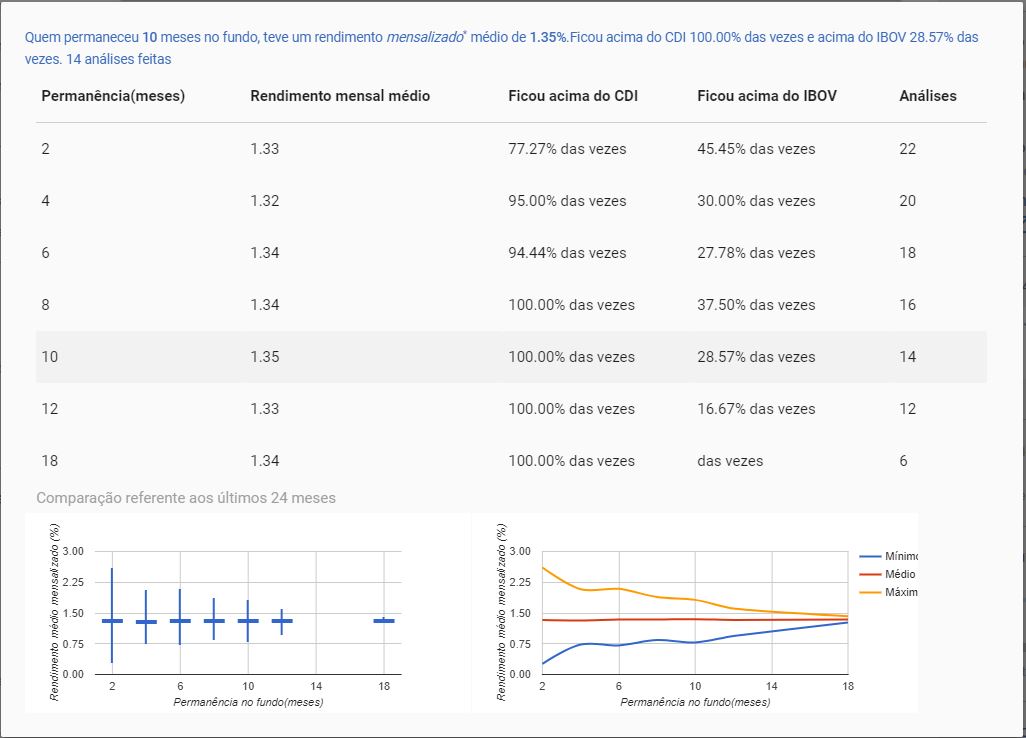 Quem permaneceu 10 meses no fundo, teve um rendimento mensalizado* médio de 1.35%.Ficou acima do CDI 100.00% das vezes e acima do IBOV 28.57% das
vezes. 14 análises feitas
Permanência(meses) Rendimento mensal médio Ficou acima do CDI Ficou acima do IBOV Análises
2 1.33 77.27% das vezes 45.45% das vezes 22
4 1.32 95.00% das vezes 30.00% das vezes 20
6 1.34 94.44% das vezes 27.78% das vezes 18
8 1.34 100.00% das vezes 37.50% das vezes 16
10 1.35 100.00% das vezes 28.57% das vezes 14
12 1.33 100.00% das vezes 16.67% das vezes 12
18 1.34 100.00% das vezes das vezes 6
Comparação referente aos últimos 24 meses
Rendimento médio mensalizado (%)
3.00
2.25
1.50
0.75
0.00
2 6 10 14 18
Permanência no fundo(meses)
Rendimento médio mensalizado (%)
3.00
2.25
1.50
0.75
0.00
2 6 10 14 18
Permanência no fundo(meses)
Mínimo
Médio
Máxim